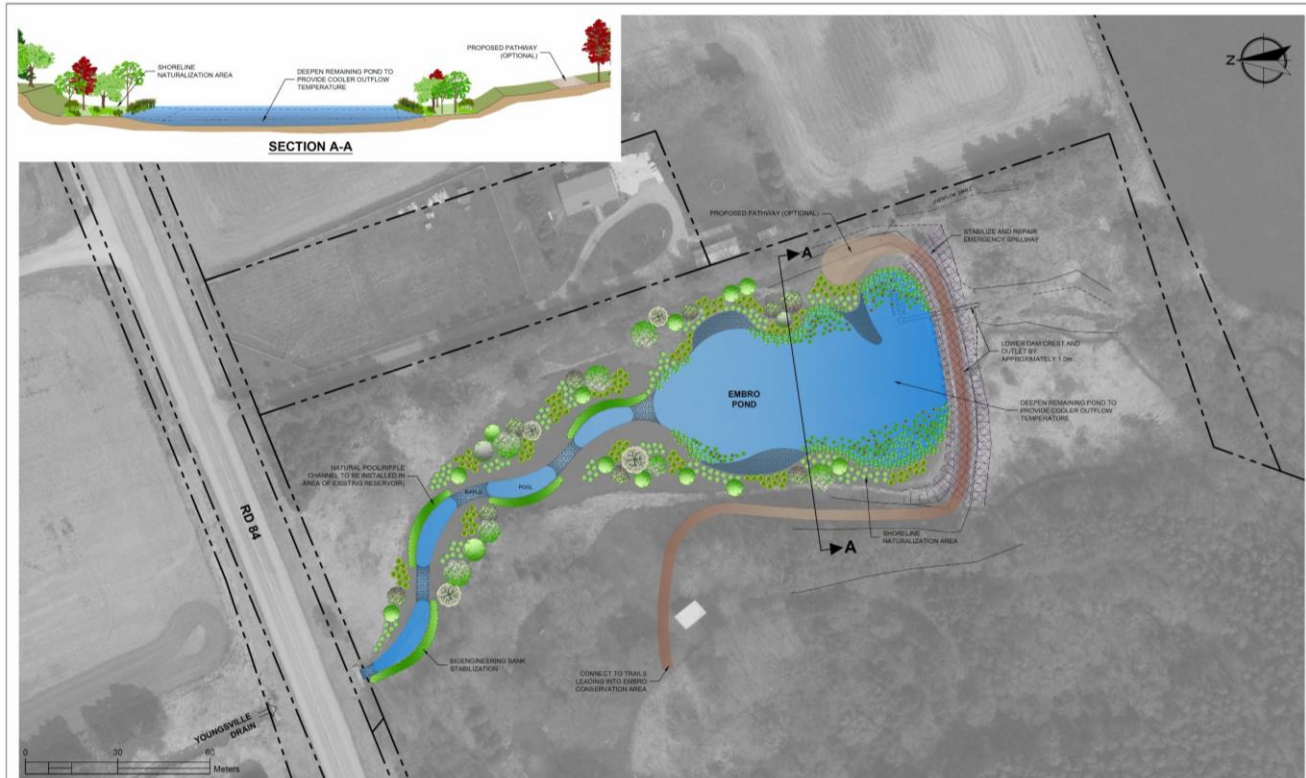 SHORELINE
NATURALIZATION AREA
DEEPEN REMAINING POND TO
PROVIDE COOLER OUTFLOW
TEMPERATURE
PROPOSED PATHWAY
(OPTIONAL)
SECTION A-A
Z
PROPOSED PATHWAY (OPTIONAL)
STABILIZE AND REPAIR
EMERGENCY SPILLWAY
A
LOWER DAM CREST AND
OUTLET BY
APPROXIMATELY 1.0m
EMBRO
POND
DEEPEN REMAINING POND TO
PROVIDE COOLER OUTFLOW
TEMPERATURE
NATURAL POOL/RIFFLE
CHANNEL TO BE INSTALLED IN
AREA OF EXISTING RESERVOIR)
RIFFLE
POOL
RD 84
A
SHORELINE
NATURALIZATION AREA
BIOENGINEERING BANK
STABILIZATION
CONNECT TO TRAILS
LEADING INTO EMBRO
CONSERVATION AREA
YOUNGSVILLE
DRAIN
0 30 60
Meters